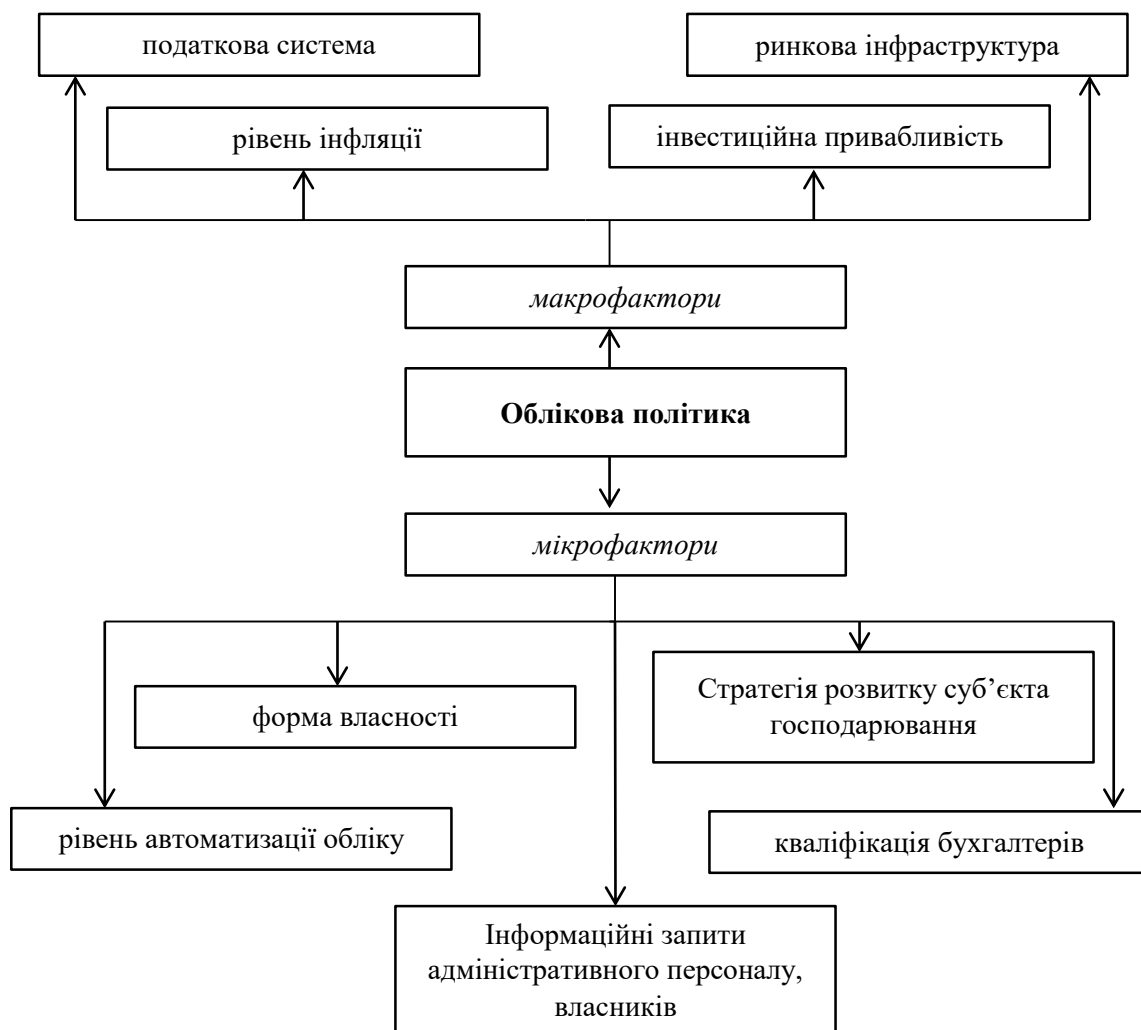 податкова система
ринкова інфраструктура
рівень інфляції
інвестиційна привабливість
макрофактори
Облікова політика
мікрофактори
форма власності
Стратегія розвитку суб’єкта
господарювання
рівень автоматизації обліку
кваліфікація бухгалтерів
Інформаційні запити
адміністративного персоналу,
власників